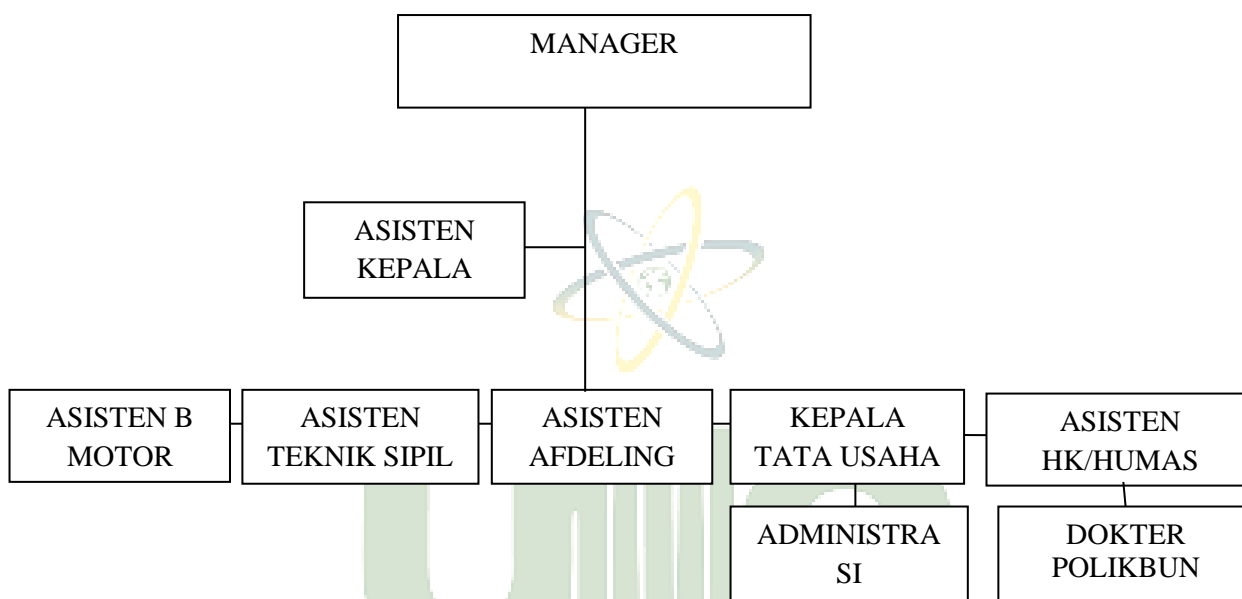 MANAGER
ASISTEN
KEPALA
ASISTEN B
MOTOR
ASISTEN
TEKNIK SIPIL
ASISTEN
AFDELING
KEPALA
TATA USAHA
ASISTEN
HK/HUMAS
ADMINISTRA
SI
DOKTER
POLIKBUN